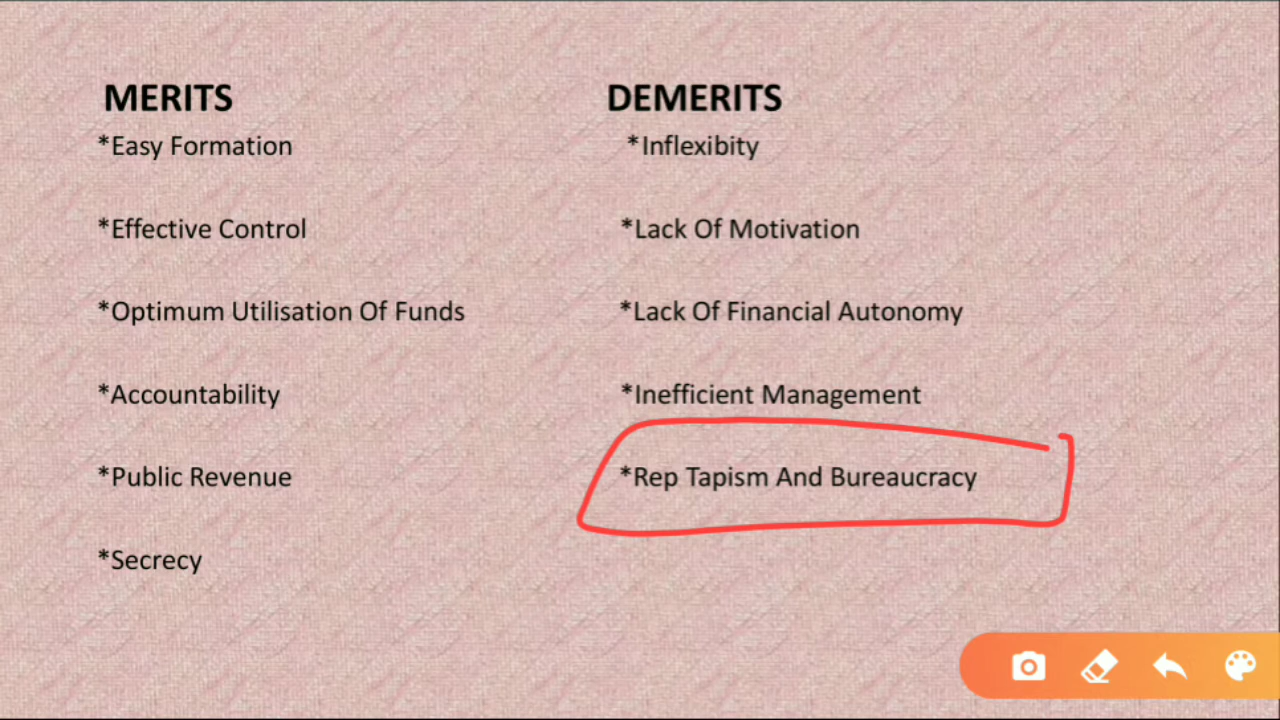 MERITS
*Easy Formation
*Effective Control
*Optimum Utilisation Of Funds
*Accountability
*Public Revenue
*Secrecy
DEMERITS
*Inflexibity
*Lack Of Motivation
*Lack Of Financial Autonomy
*Inefficient Management
*Rep Tapism And Bureaucracy